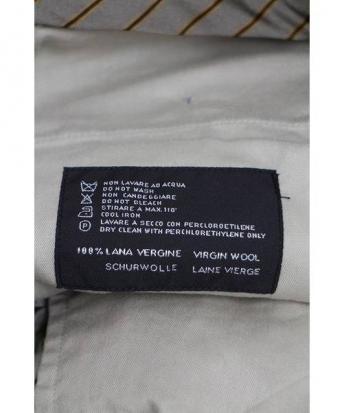 NON LAVARE AD ACQUA
DO NOT WASH
NON CANDEGGIARE
DO NOT BLEACH
STIRARE A MAX.110°
COOL IRON
P LAVARE A SECCO CON PERCLOROETILENE
DRY CLEAN WITH PERCHLORETHYLENE ONLY
100% LANA VERGINE VIRGIN WOOL
SCHURWOLLE LAINE VIERGE